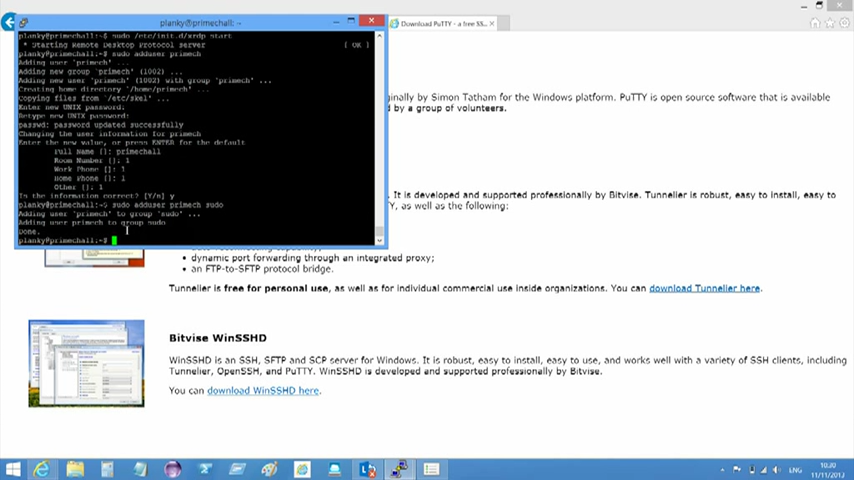 planky@primechall: ~
planky@primechall:~$ sudo /etc/init.d/xrdp start
* Starting Remote Desktop Protocol server [ OK ]
planky@primechall:~$ sudo adduser primech
Adding user 'primech' ...
Adding new group 'primech' (1002) ...
Adding new user 'primech' (1002) with group 'primech' ...
Creating home directory '/home/primech' ...
Copying files from '/etc/skel' ...
Enter new UNIX password:
Retype new UNIX password:
passwd: password updated successfully
Changing the user information for primech
Enter the new value, or press ENTER for the default
Full Name []: primechall
Room Number []: 1
Work Phone []: 1
Home Phone []: 1
Other []: 1
Is the information correct? [Y/n] y
planky@primechall:~$ sudo adduser primech sudo
Adding user 'primech' to group 'sudo' ...
Adding user primech to group sudo
Done.
planky@primechall:~$
Download PuTTY - a free SS...
ginally by Simon Tatham for the Windows platform. PuTTY is open source software that is available
d by a group of volunteers.
. It is developed and supported professionally by Bitvise. Tunnelier is robust, easy to install, easy to
TY, as well as the following:
dynamic port forwarding through an integrated proxy;
an FTP-to-SFTP protocol bridge.
Tunnelier is free for personal use, as well as for individual commercial use inside organizations. You can download Tunnelier here.
Bitvise WinSSHD
WinSSHD is an SSH, SFTP and SCP server for Windows. It is robust, easy to install, easy to use, and works well with a variety of SSH clients, including
Tunnelier, OpenSSH, and PuTTY. WinSSHD is developed and supported professionally by Bitvise.
You can download WinSSHD here.
ENG
10:20
11/11/2013